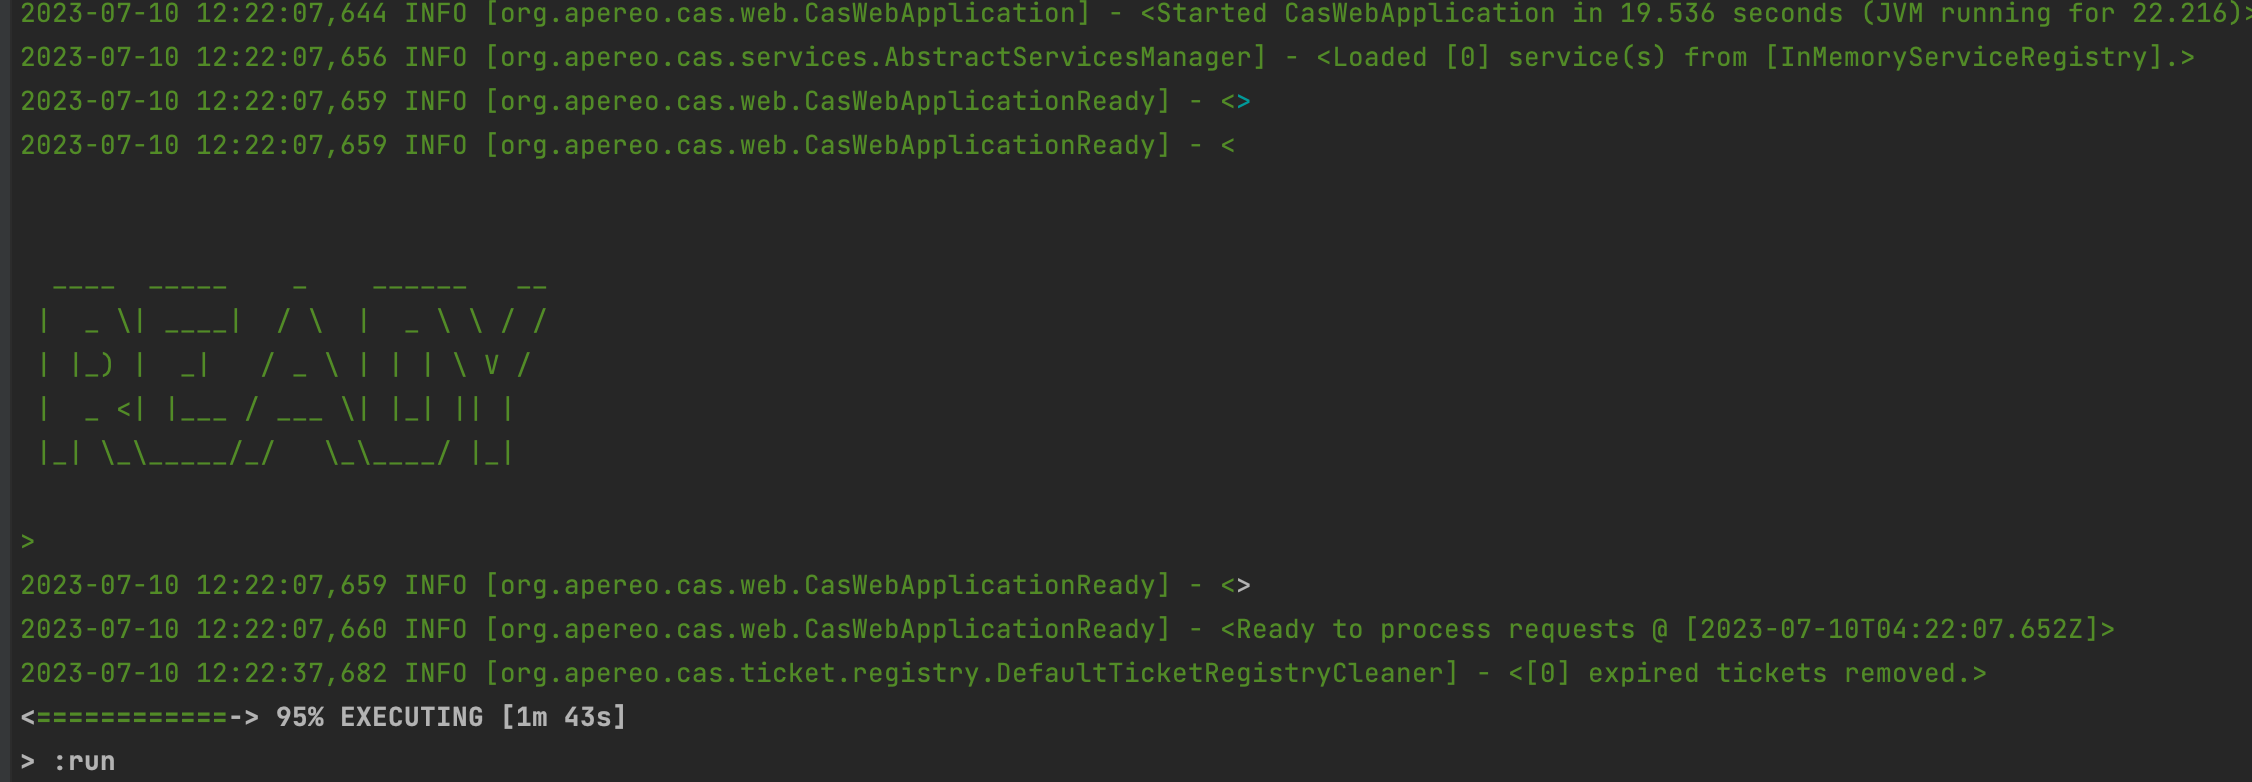 2023-07-10 12:22:07,644 INFO [org.apereo.cas.web.CasWebApplication] - <Started CasWebApplication in 19.536 seconds (JVM running for 22.216)>
2023-07-10 12:22:07,656 INFO [org.apereo.cas.services.AbstractServicesManager] - <Loaded [0] service(s) from [InMemoryServiceRegistry].>
2023-07-10 12:22:07,659 INFO [org.apereo.cas.web.CasWebApplicationReady] - <>
2023-07-10 12:22:07,659 INFO [org.apereo.cas.web.CasWebApplicationReady] - <
  ____  _____    _    ______   __
 |  _ \| ____|  / \  |  _ \ \ / /
 | |_) |  _|   / _ \ | | | \ V /
 |  _ <| |___ / ___ \| |_| || |
 |_| \_\_____/_/   \_\____/ |_|
>
2023-07-10 12:22:07,659 INFO [org.apereo.cas.web.CasWebApplicationReady] - <>
2023-07-10 12:22:07,660 INFO [org.apereo.cas.web.CasWebApplicationReady] - <Ready to process requests @ [2023-07-10T04:22:07.652Z]>
2023-07-10 12:22:37,682 INFO [org.apereo.cas.ticket.registry.DefaultTicketRegistryCleaner] - <[0] expired tickets removed.>
<============-> 95% EXECUTING [1m 43s]
> :run